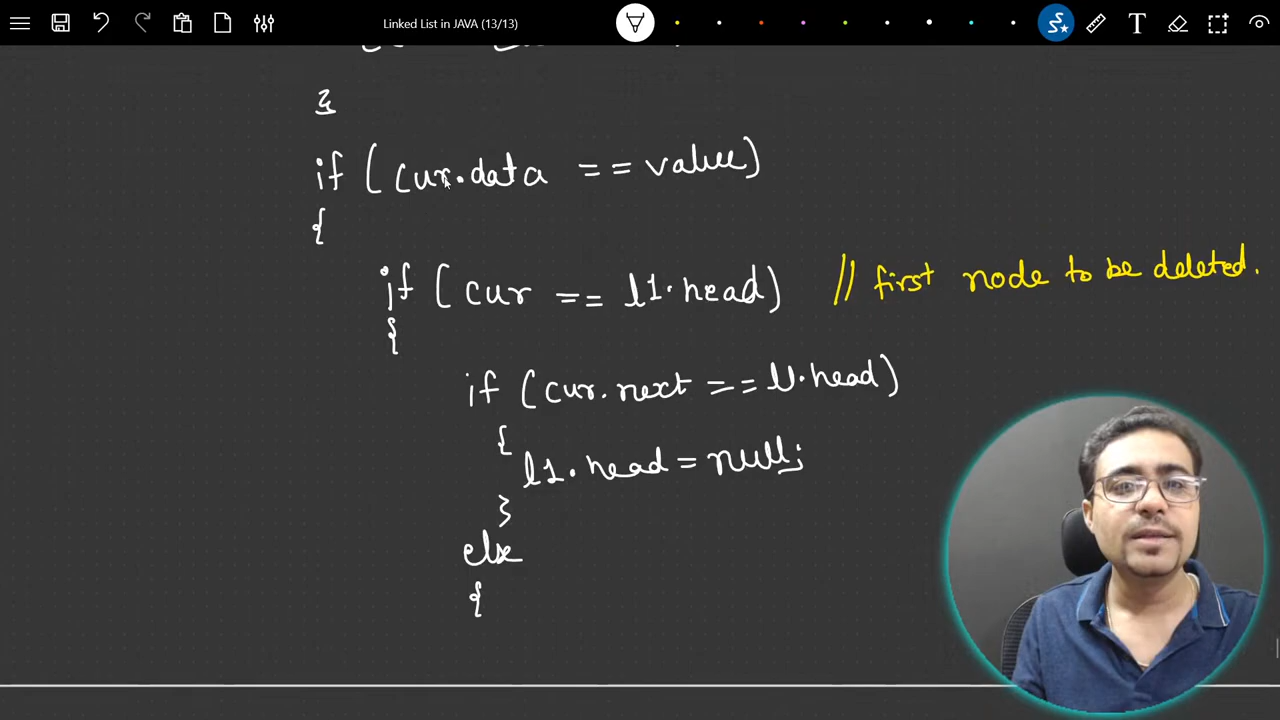 Linked List in JAVA (13/13)
}
if (cur.data == value)
{
if (cur == l1.head) // first node to be deleted.
{
if (cur.next == l1.head)
{
l1.head = null;
}
else
{